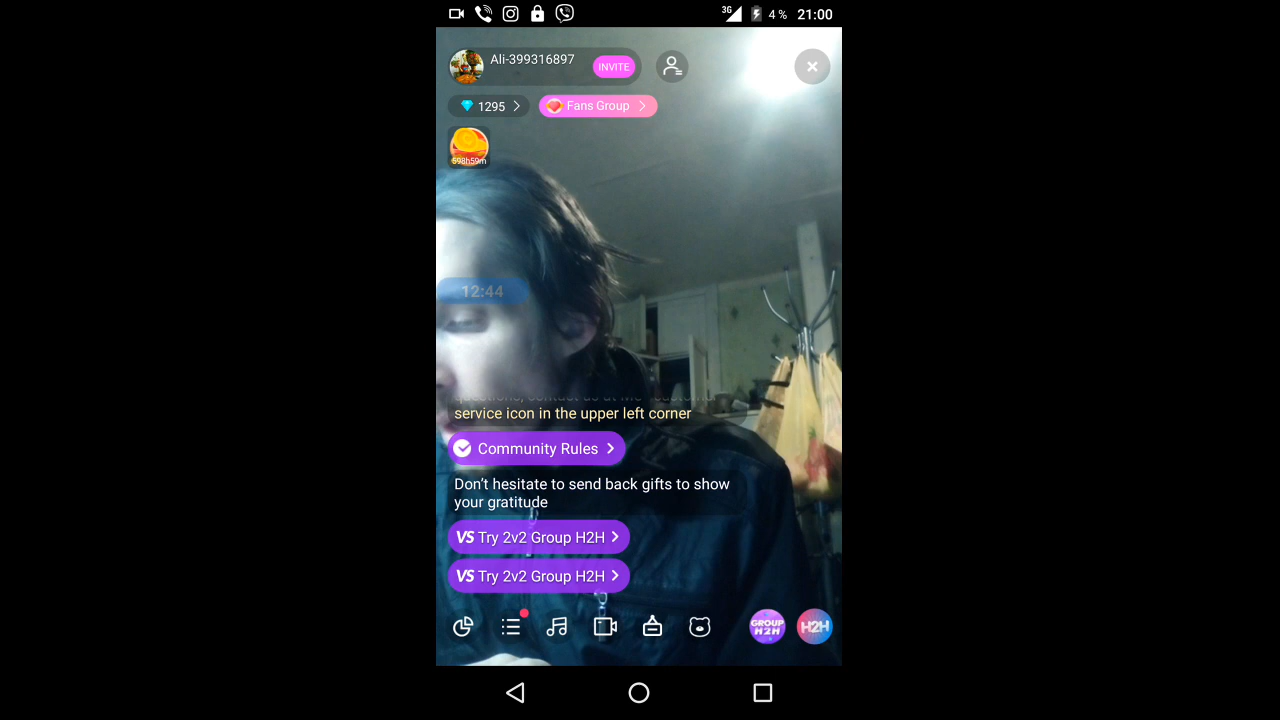 3G 4 % 21:00
Ali-399316897
INVITE
1295
Fans Group
598h59m
12:44
service icon in the upper left corner
Community Rules
Don't hesitate to send back gifts to show
your gratitude
VS Try 2v2 Group H2H
VS Try 2v2 Group H2H
GROUP
H2H
H2H